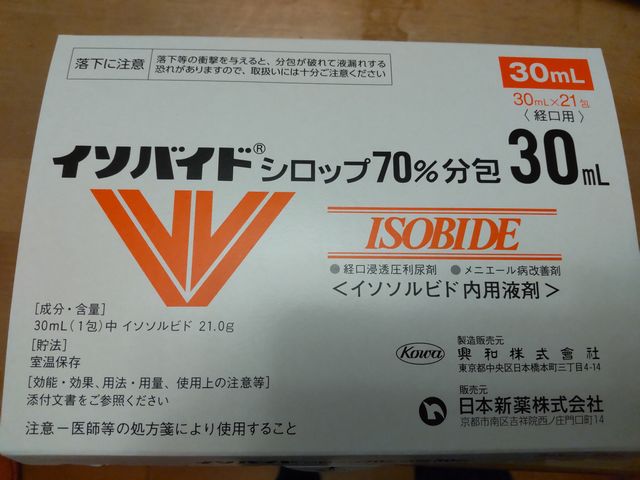 落下に注意
落下等の衝撃を与えると、分包が破れて液漏れする
恐れがありますので、取扱いには十分ご注意ください
30mL
30mL×21包
〈経口用〉
イソバイド®シロップ70%分包30mL
ISOBIDE
●経口浸透圧利尿剤 ●メニエール病改善剤
<イソソルビド内用液剤>
[成分・含量]
30mL(1包)中 イソソルビド 21.0g
[貯法]
室温保存
[効能・効果、用法・用量、使用上の注意等]
添付文書をご参照ください
注意－医師等の処方箋により使用すること
製造販売元
Kowa 興和株式會社
東京都中央区日本橋本町三丁目4-14
販売元
日本新薬株式会社
京都市南区吉祥院西ノ庄門口町14